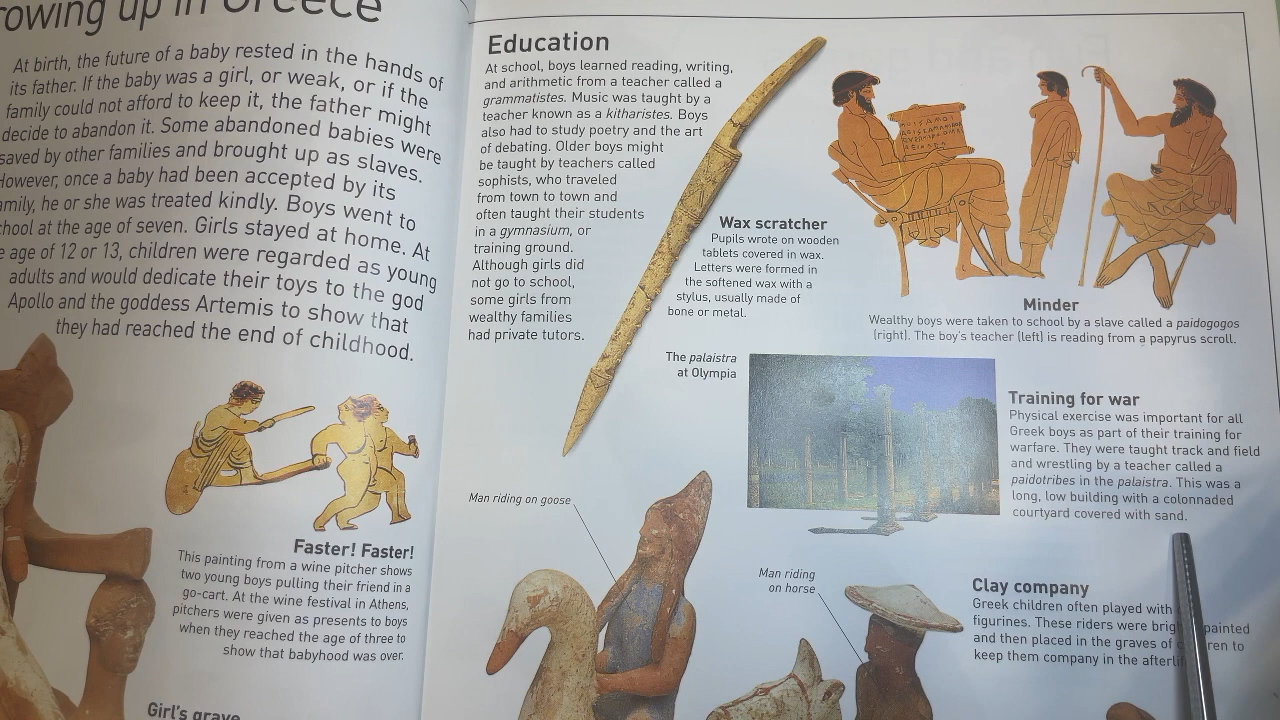 owing up in Greece
At birth, the future of a baby rested in the hands of
its father. If the baby was a girl, or weak, or if the
family could not afford to keep it, the father might
decide to abandon it. Some abandoned babies were
saved by other families and brought up as slaves.
However, once a baby had been accepted by its
amily, he or she was treated kindly. Boys went to
chool at the age of seven. Girls stayed at home. At
e age of 12 or 13, children were regarded as young
adults and would dedicate their toys to the god
Apollo and the goddess Artemis to show that
they had reached the end of childhood.
Faster! Faster!
This painting from a wine pitcher shows
two young boys pulling their friend in a
go-cart. At the wine festival in Athens,
pitchers were given as presents to boys
when they reached the age of three to
show that babyhood was over.
Girl's grave
Education
At school, boys learned reading, writing,
and arithmetic from a teacher called a
grammatistes. Music was taught by a
teacher known as a kitharistes. Boys
also had to study poetry and the art
of debating. Older boys might
be taught by teachers called
sophists, who traveled
from town to town and
often taught their students
in a gymnasium, or
training ground.
Although girls did
not go to school,
some girls from
wealthy families
had private tutors.
Wax scratcher
Pupils wrote on wooden
tablets covered in wax.
Letters were formed in
the softened wax with a
stylus, usually made of
bone or metal.
Minder
Wealthy boys were taken to school by a slave called a paidogogos
(right). The boy's teacher (left) is reading from a papyrus scroll.
The palaistra
at Olympia
Training for war
Physical exercise was important for all
Greek boys as part of their training for
warfare. They were taught track and field
and wrestling by a teacher called a
paidotribes in the palaistra. This was a
long, low building with a colonnaded
courtyard covered with sand.
Man riding on goose
Man riding
on horse
Clay company
Greek children often played with
figurines. These riders were painted
and then placed in the graves of to
keep them company in the